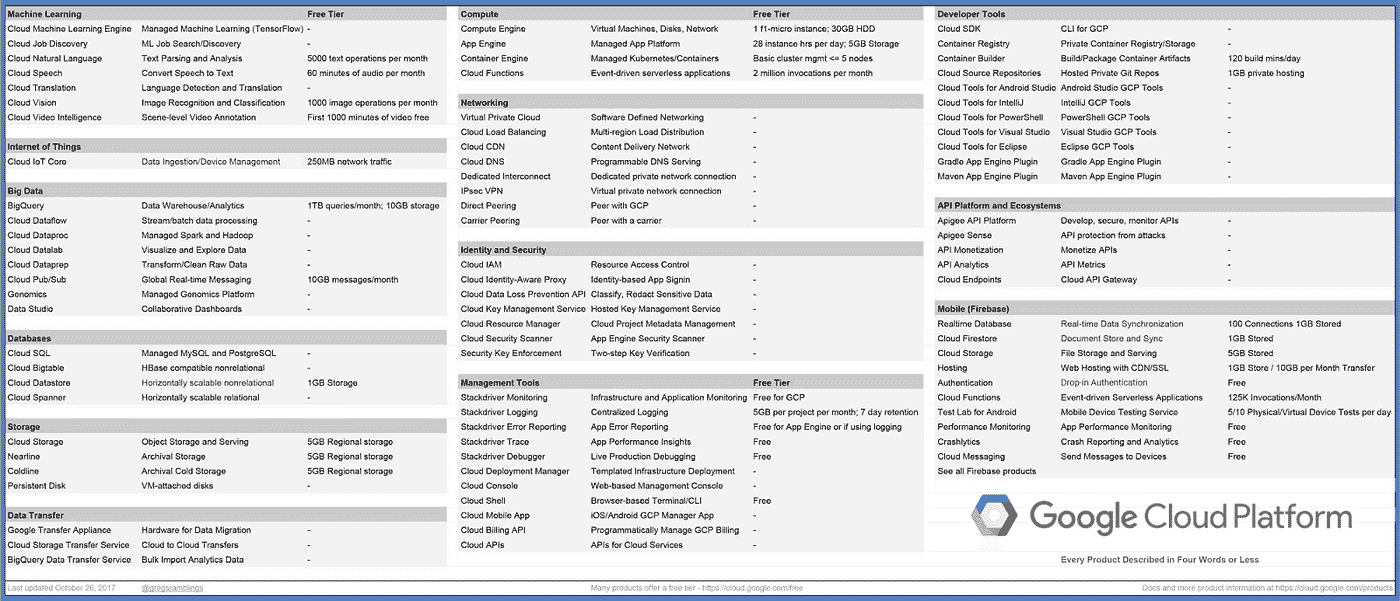 Machine Learning Free Tier
Cloud Machine Learning Engine Managed Machine Learning (TensorFlow) -
Cloud Job Discovery ML Job Search/Discovery -
Cloud Natural Language Text Parsing and Analysis 5000 text operations per month
Cloud Speech Convert Speech to Text 60 minutes of audio per month
Cloud Translation Language Detection and Translation -
Cloud Vision Image Recognition and Classification 1000 image operations per month
Cloud Video Intelligence Scene-level Video Annotation First 1000 minutes of video free
Internet of Things
Cloud IoT Core Data Ingestion/Device Management 250MB network traffic
Big Data
BigQuery Data Warehouse/Analytics 1TB queries/month; 10GB storage
Cloud Dataflow Stream/batch data processing -
Cloud Dataproc Managed Spark and Hadoop -
Cloud Datalab Visualize and Explore Data -
Cloud Dataprep Transform/Clean Raw Data -
Cloud Pub/Sub Global Real-time Messaging 10GB messages/month
Genomics Managed Genomics Platform -
Data Studio Collaborative Dashboards -
Databases
Cloud SQL Managed MySQL and PostgreSQL -
Cloud Bigtable HBase compatible nonrelational -
Cloud Datastore Horizontally scalable nonrelational 1GB Storage
Cloud Spanner Horizontally scalable relational -
Storage
Cloud Storage Object Storage and Serving 5GB Regional storage
Nearline Archival Storage 5GB Regional storage
Coldline Archival Cold Storage 5GB Regional storage
Persistent Disk VM-attached disks -
Data Transfer
Google Transfer Appliance Hardware for Data Migration -
Cloud Storage Transfer Service Cloud to Cloud Transfers -
BigQuery Data Transfer Service Bulk Import Analytics Data -
Compute Free Tier
Compute Engine Virtual Machines, Disks, Network 1 f1-micro instance; 30GB HDD
App Engine Managed App Platform 28 instance hrs per day; 5GB Storage
Container Engine Managed Kubernetes/Containers Basic cluster mgmt <= 5 nodes
Cloud Functions Event-driven serverless applications 2 million invocations per month
Networking
Virtual Private Cloud Software Defined Networking -
Cloud Load Balancing Multi-region Load Distribution -
Cloud CDN Content Delivery Network -
Cloud DNS Programmable DNS Serving -
Dedicated Interconnect Dedicated private network connection -
IPsec VPN Virtual private network connection -
Direct Peering Peer with GCP -
Carrier Peering Peer with a carrier -
Identity and Security
Cloud IAM Resource Access Control -
Cloud Identity-Aware Proxy Identity-based App Signin -
Cloud Data Loss Prevention API Classify, Redact Sensitive Data -
Cloud Key Management Service Hosted Key Management Service -
Cloud Resource Manager Cloud Project Metadata Management -
Cloud Security Scanner App Engine Security Scanner -
Security Key Enforcement Two-step Key Verification -
Management Tools Free Tier
Stackdriver Monitoring Infrastructure and Application Monitoring Free for GCP
Stackdriver Logging Centralized Logging 5GB per project per month; 7 day retention
Stackdriver Error Reporting App Error Reporting Free for App Engine or if using logging
Stackdriver Trace App Performance Insights Free
Stackdriver Debugger Live Production Debugging Free
Cloud Deployment Manager Templated Infrastructure Deployment -
Cloud Console Web-based Management Console -
Cloud Shell Browser-based Terminal/CLI Free
Cloud Mobile App iOS/Android GCP Manager App -
Cloud Billing API Programmatically Manage GCP Billing -
Cloud APIs APIs for Cloud Services -
Developer Tools
Cloud SDK CLI for GCP -
Container Registry Private Container Registry/Storage -
Container Builder Build/Package Container Artifacts 120 build mins/day
Cloud Source Repositories Hosted Private Git Repos 1GB private hosting
Cloud Tools for Android Studio Android Studio GCP Tools -
Cloud Tools for IntelliJ IntelliJ GCP Tools -
Cloud Tools for PowerShell PowerShell GCP Tools -
Cloud Tools for Visual Studio Visual Studio GCP Tools -
Cloud Tools for Eclipse Eclipse GCP Tools -
Gradle App Engine Plugin Gradle App Engine Plugin -
Maven App Engine Plugin Maven App Engine Plugin -
API Platform and Ecosystems
Apigee API Platform Develop, secure, monitor APIs -
Apigee Sense API protection from attacks -
API Monetization Monetize APIs -
API Analytics API Metrics -
Cloud Endpoints Cloud API Gateway -
Mobile (Firebase)
Realtime Database Real-time Data Synchronization 100 Connections 1GB Stored
Cloud Firestore Document Store and Sync 1GB Stored
Cloud Storage File Storage and Serving 5GB Stored
Hosting Web Hosting with CDN/SSL 1GB Store / 10GB per Month Transfer
Authentication Drop-in Authentication Free
Cloud Functions Event-driven Serverless Applications 125K Invocations/Month
Test Lab for Android Mobile Device Testing Service 5/10 Physical/Virtual Device Tests per day
Performance Monitoring App Performance Monitoring Free
Crashlytics Crash Reporting and Analytics Free
Cloud Messaging Send Messages to Devices Free
See all Firebase products
Google Cloud Platform
Every Product Described in Four Words or Less
Last updated October 26, 2017 @gregsramblings Many products offer a free tier - https://cloud.google.com/free Docs and more product information at https://cloud.google.com/products